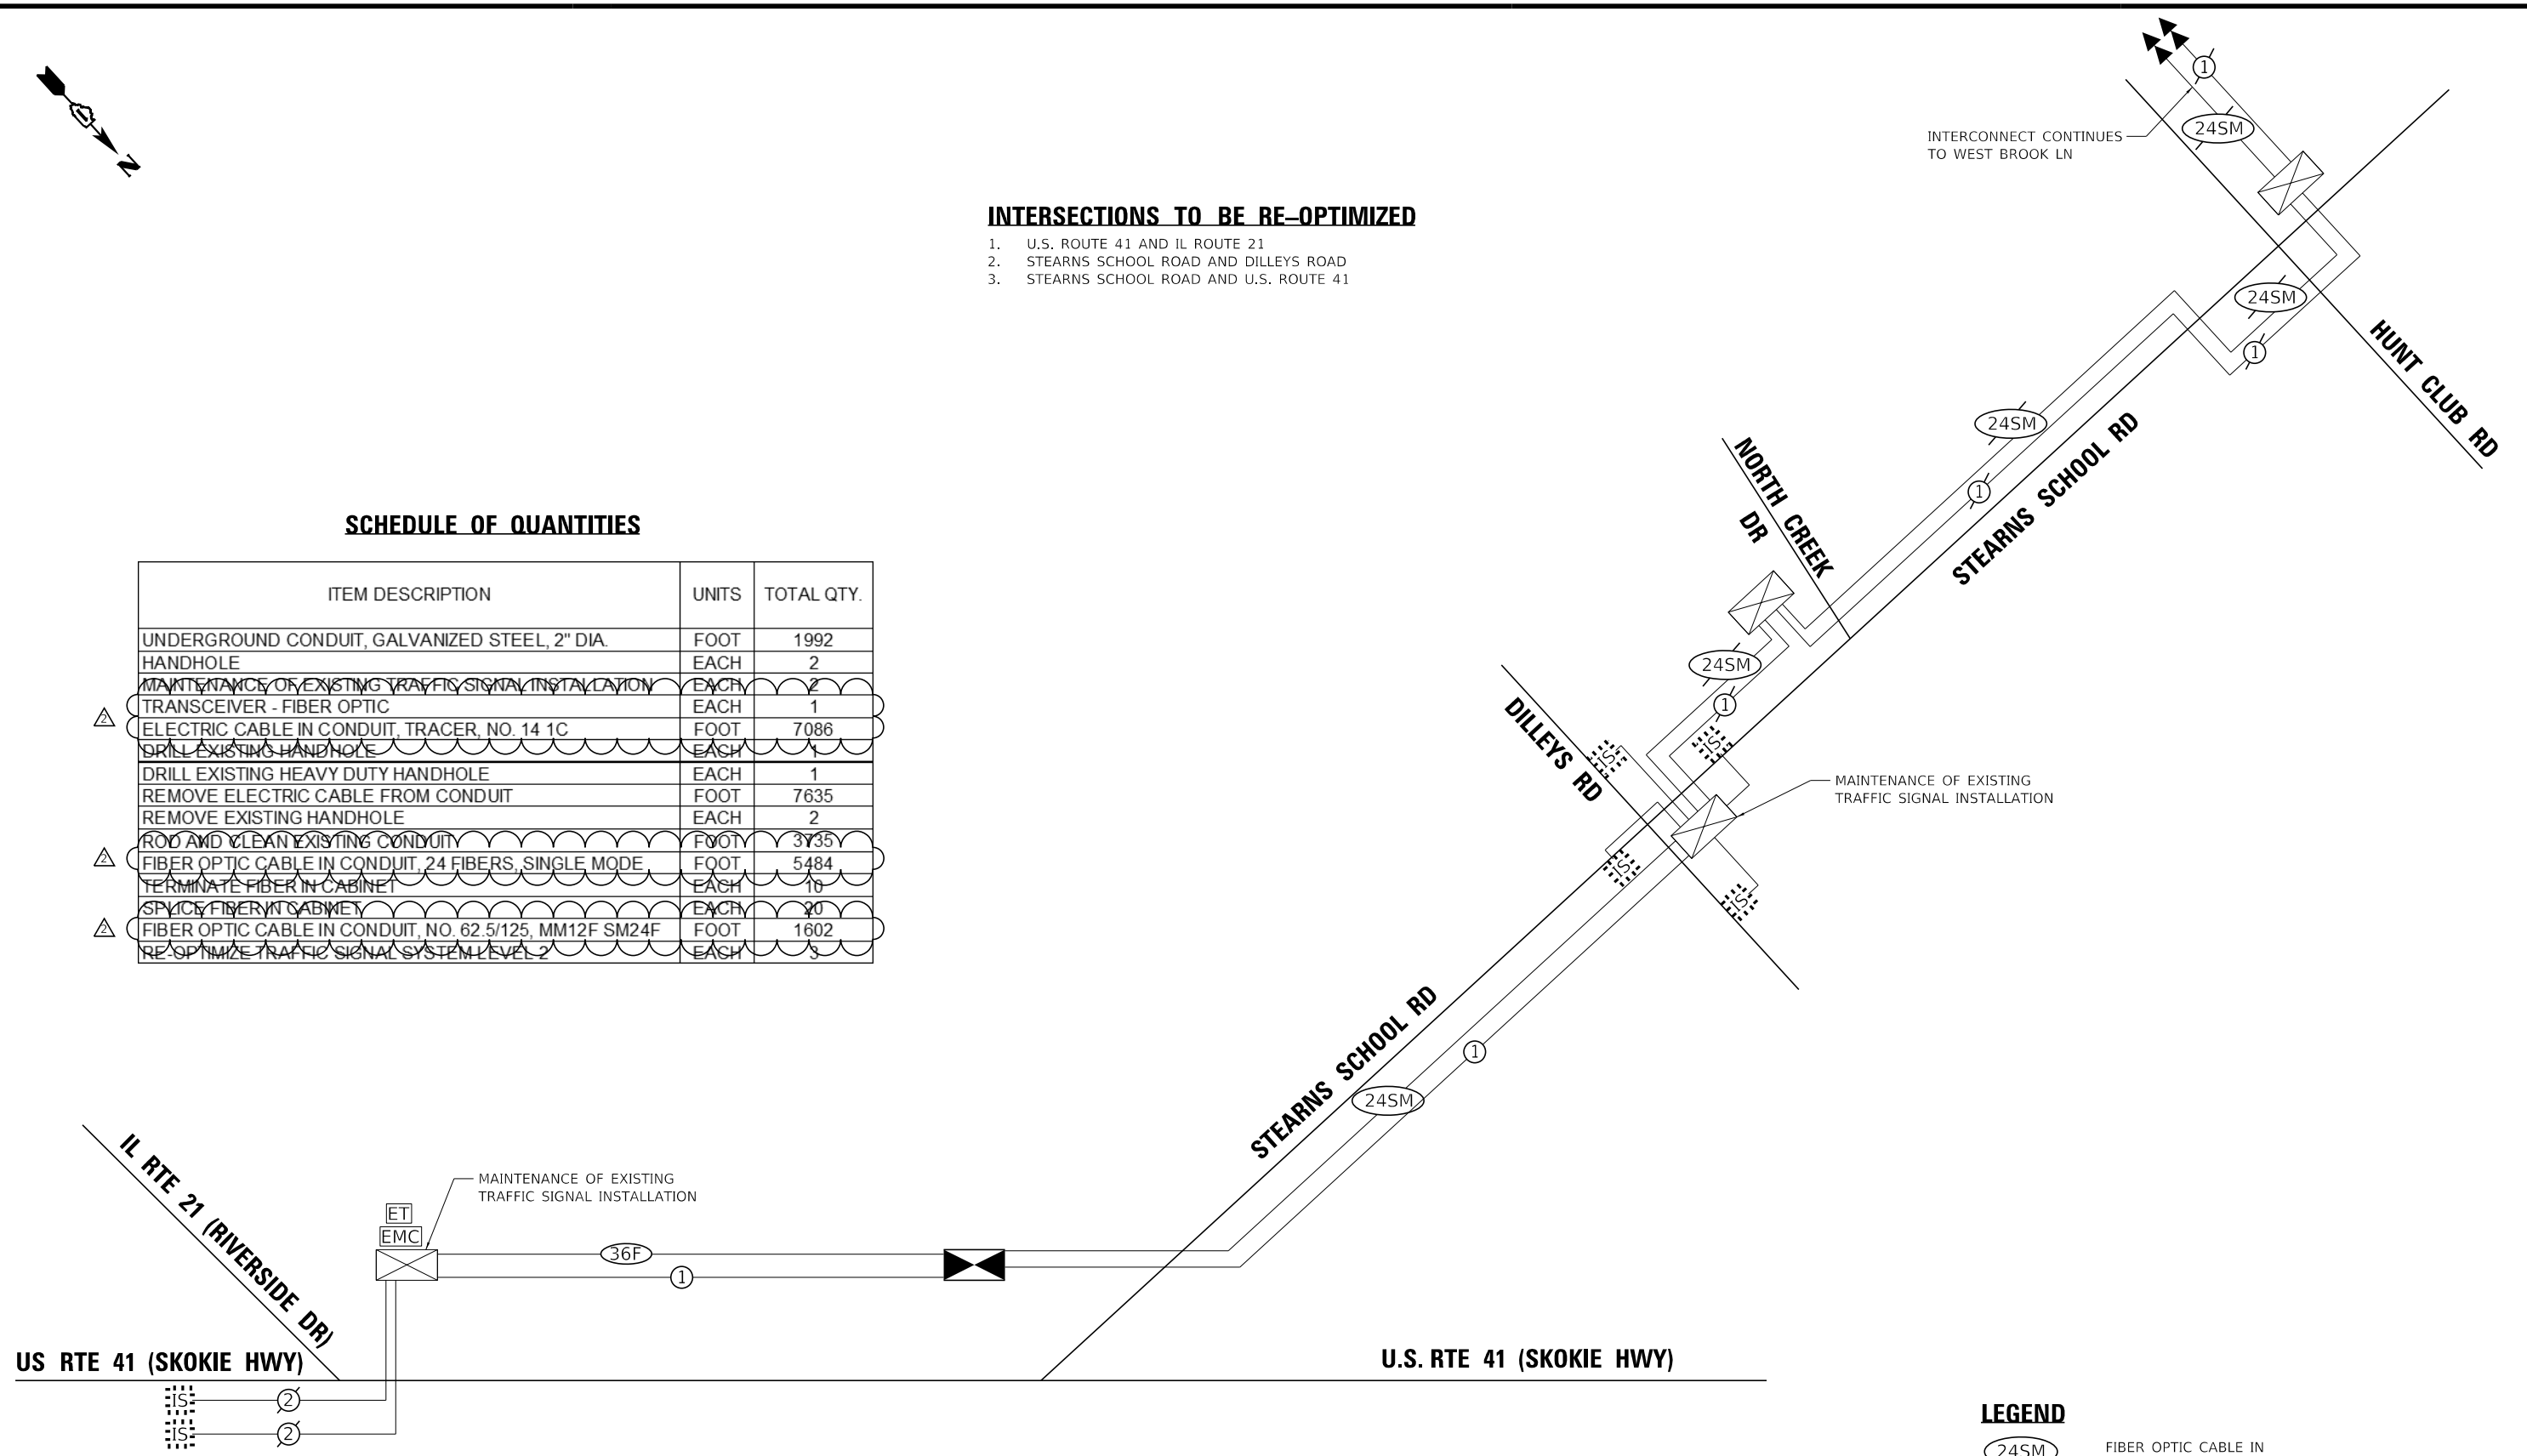 N
INTERCONNECT CONTINUES
TO WEST BROOK LN
1
24SM
INTERSECTIONS TO BE RE–OPTIMIZED
1. U.S. ROUTE 41 AND IL ROUTE 21
2. STEARNS SCHOOL ROAD AND DILLEYS ROAD
3. STEARNS SCHOOL ROAD AND U.S. ROUTE 41
24SM
1
HUNT CLUB RD
24SM
1
STEARNS SCHOOL RD
NORTH CREEK
DR
SCHEDULE OF QUANTITIES
ITEM DESCRIPTION UNITS TOTAL QTY.
UNDERGROUND CONDUIT, GALVANIZED STEEL, 2" DIA. FOOT 1992
HANDHOLE EACH 2
MAINTENANCE OF EXISTING TRAFFIC SIGNAL INSTALLATION EACH 2
2 TRANSCEIVER - FIBER OPTIC EACH 1
ELECTRIC CABLE IN CONDUIT, TRACER, NO. 14 1C FOOT 7086
DRILL EXISTING HANDHOLE EACH 1
DRILL EXISTING HEAVY DUTY HANDHOLE EACH 1
REMOVE ELECTRIC CABLE FROM CONDUIT FOOT 7635
REMOVE EXISTING HANDHOLE EACH 2
ROD AND CLEAN EXISTING CONDUIT FOOT 3735
2 FIBER OPTIC CABLE IN CONDUIT, 24 FIBERS, SINGLE MODE FOOT 5484
TERMINATE FIBER IN CABINET EACH 10
SPLICE FIBER IN CABINET EACH 20
2 FIBER OPTIC CABLE IN CONDUIT, NO. 62.5/125, MM12F SM24F FOOT 1602
RE-OPTIMIZE TRAFFIC SIGNAL SYSTEM LEVEL 2 EACH 3
24SM
1
DILLEYS RD
IS
IS
IS
IS
MAINTENANCE OF EXISTING
TRAFFIC SIGNAL INSTALLATION
STEARNS SCHOOL RD
1
24SM
IL RTE 21 (RIVERSIDE DR)
MAINTENANCE OF EXISTING
TRAFFIC SIGNAL INSTALLATION
ET
EMC
36F
1
US RTE 41 (SKOKIE HWY)
U.S. RTE 41 (SKOKIE HWY)
IS 2
IS 2
LEGEND
24SM FIBER OPTIC CABLE IN